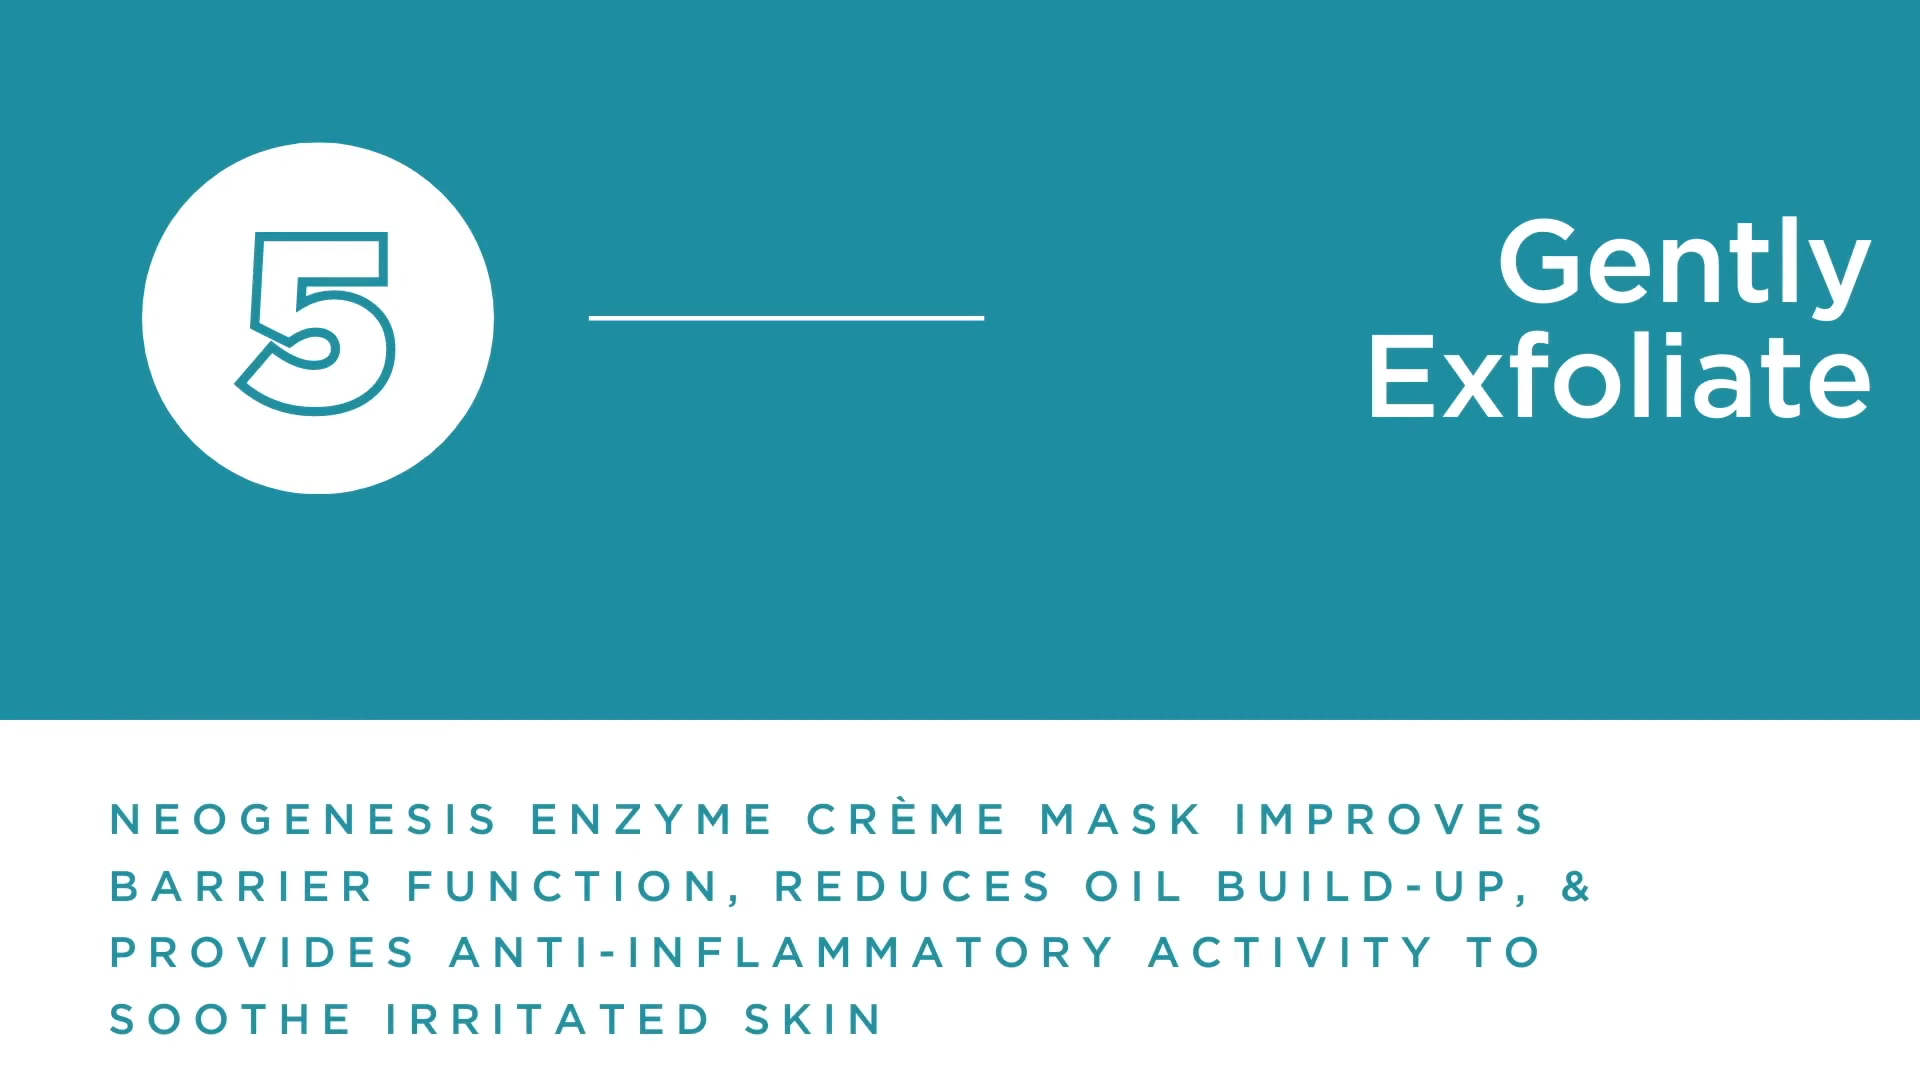 5
Gently
Exfoliate
NEOGENESIS ENZYME CRÈME MASK IMPROVES
BARRIER FUNCTION, REDUCES OIL BUILD-UP, &
PROVIDES ANTI-INFLAMMATORY ACTIVITY TO
SOOTHE IRRITATED SKIN